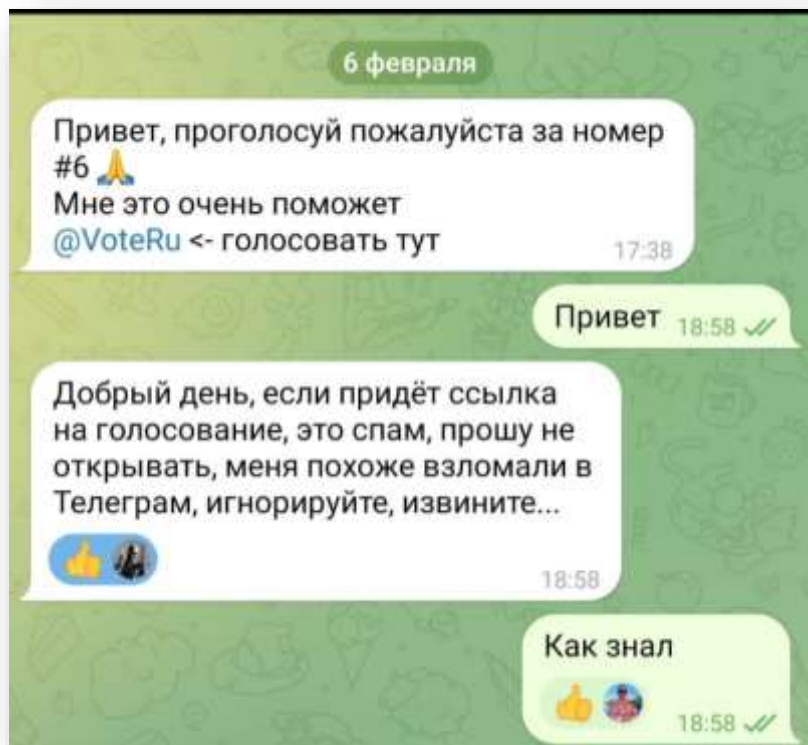 6 февраля
Привет, проголосуй пожалуйста за номер
#6 🙏
Мне это очень поможет
@VoteRu <- голосовать тут
17:38
Привет 18:58
Добрый день, если придёт ссылка
на голосование, это спам, прошу не
открывать, меня похоже взломали в
Телеграм, игнорируйте, извините...
18:58
Как знал
18:58